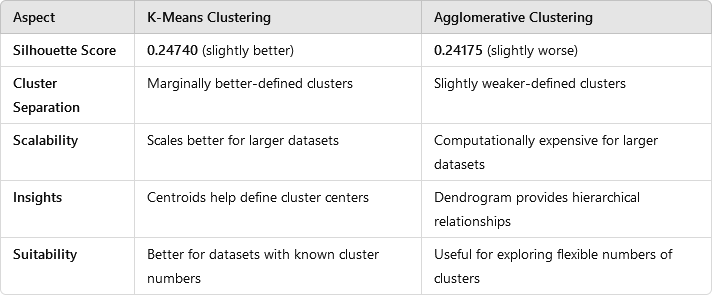 Aspect K-Means Clustering Agglomerative Clustering
Silhouette Score 0.24740 (slightly better) 0.24175 (slightly worse)
Cluster Separation Marginally better-defined clusters Slightly weaker-defined clusters
Scalability Scales better for larger datasets Computationally expensive for larger datasets
Insights Centroids help define cluster centers Dendrogram provides hierarchical relationships
Suitability Better for datasets with known cluster numbers Useful for exploring flexible numbers of clusters